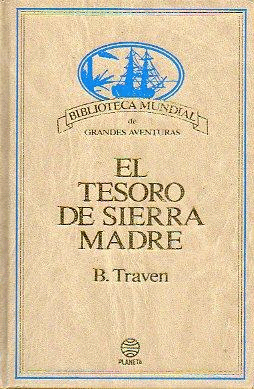 BIBLIOTECA MUNDIAL
de
GRANDES AVENTURAS
EL
TESORO
DE SIERRA
MADRE
B. Traven
PLANETA